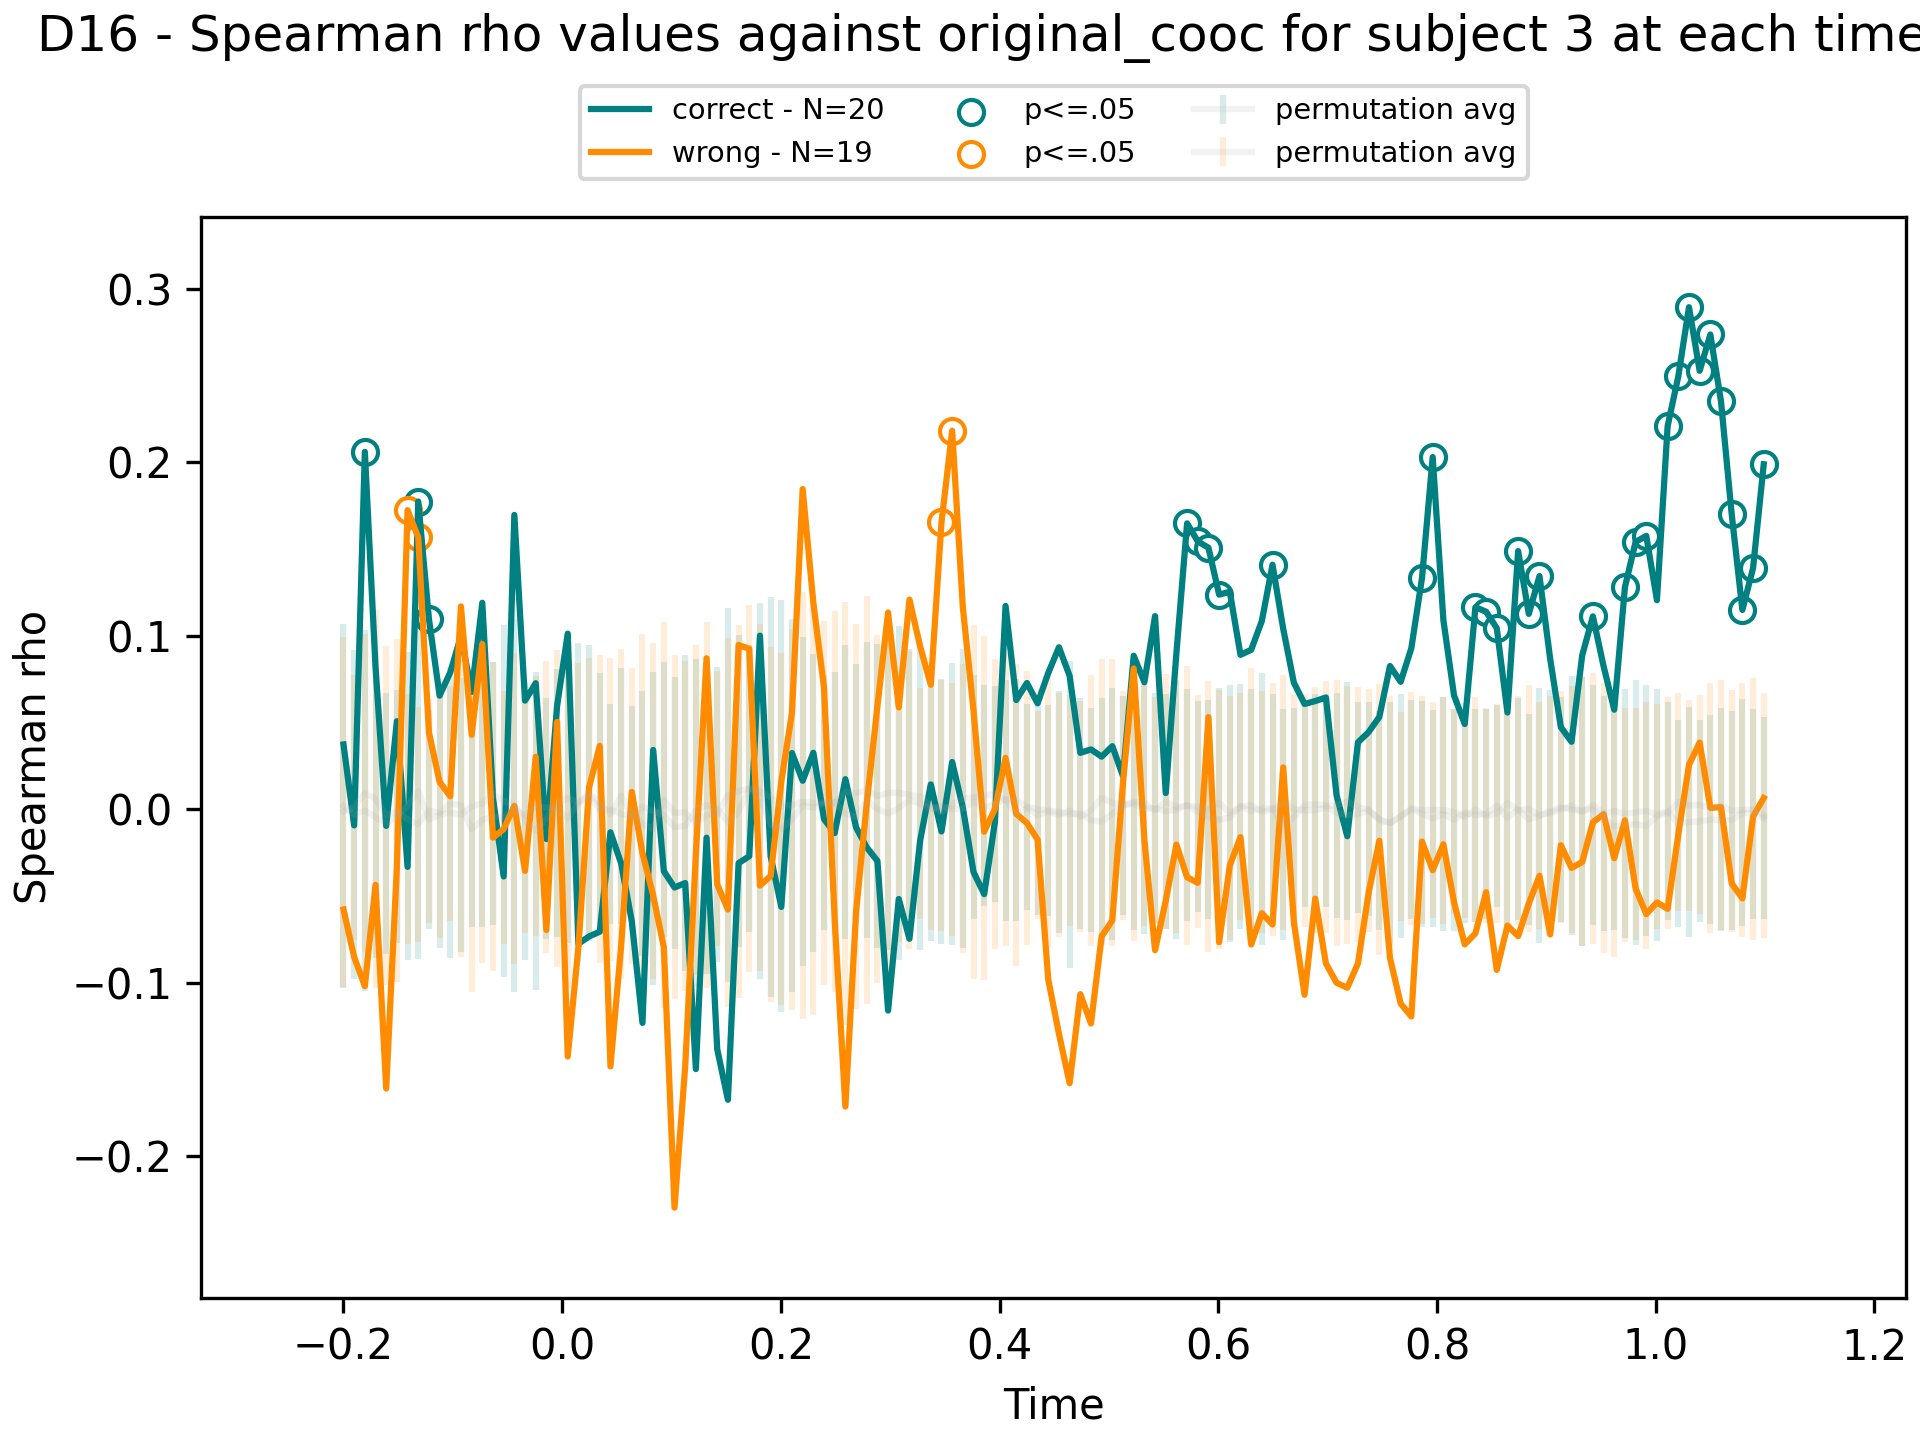 D16 - Spearman rho values against original_cooc for subject 3 at each time
correct - N=20
wrong - N=19
p<=.05
p<=.05
permutation avg
permutation avg
Spearman rho
0.3
0.2
0.1
0.0
−0.1
−0.2
−0.2
0.0
0.2
0.4
0.6
0.8
1.0
1.2
Time